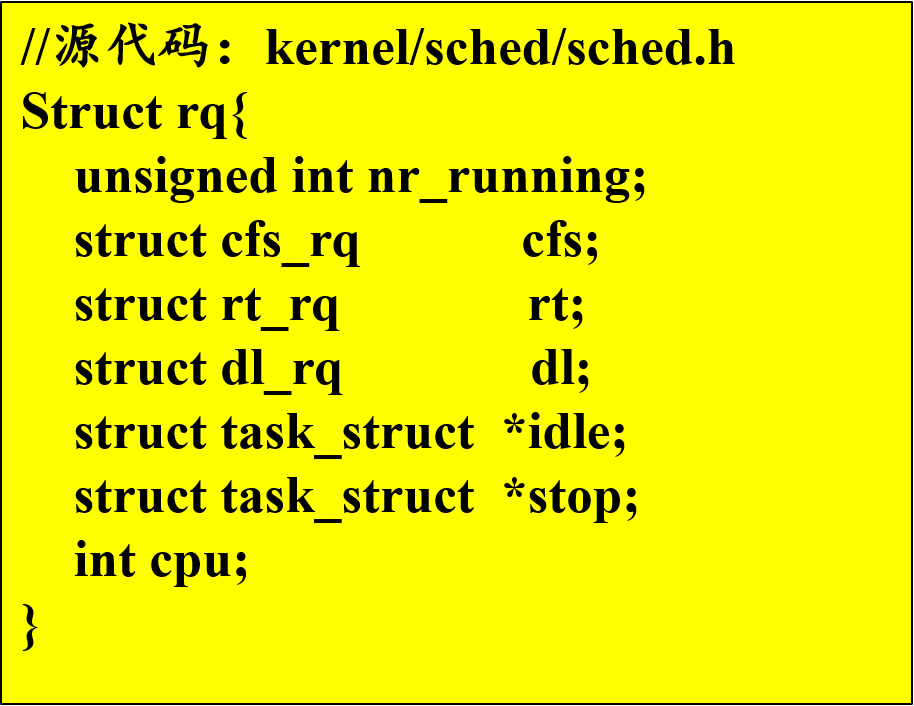 //源代码：kernel/sched/sched.h
Struct rq{
unsigned int nr_running;
struct cfs_rq cfs;
struct rt_rq rt;
struct dl_rq dl;
struct task_struct *idle;
struct task_struct *stop;
int cpu;
}